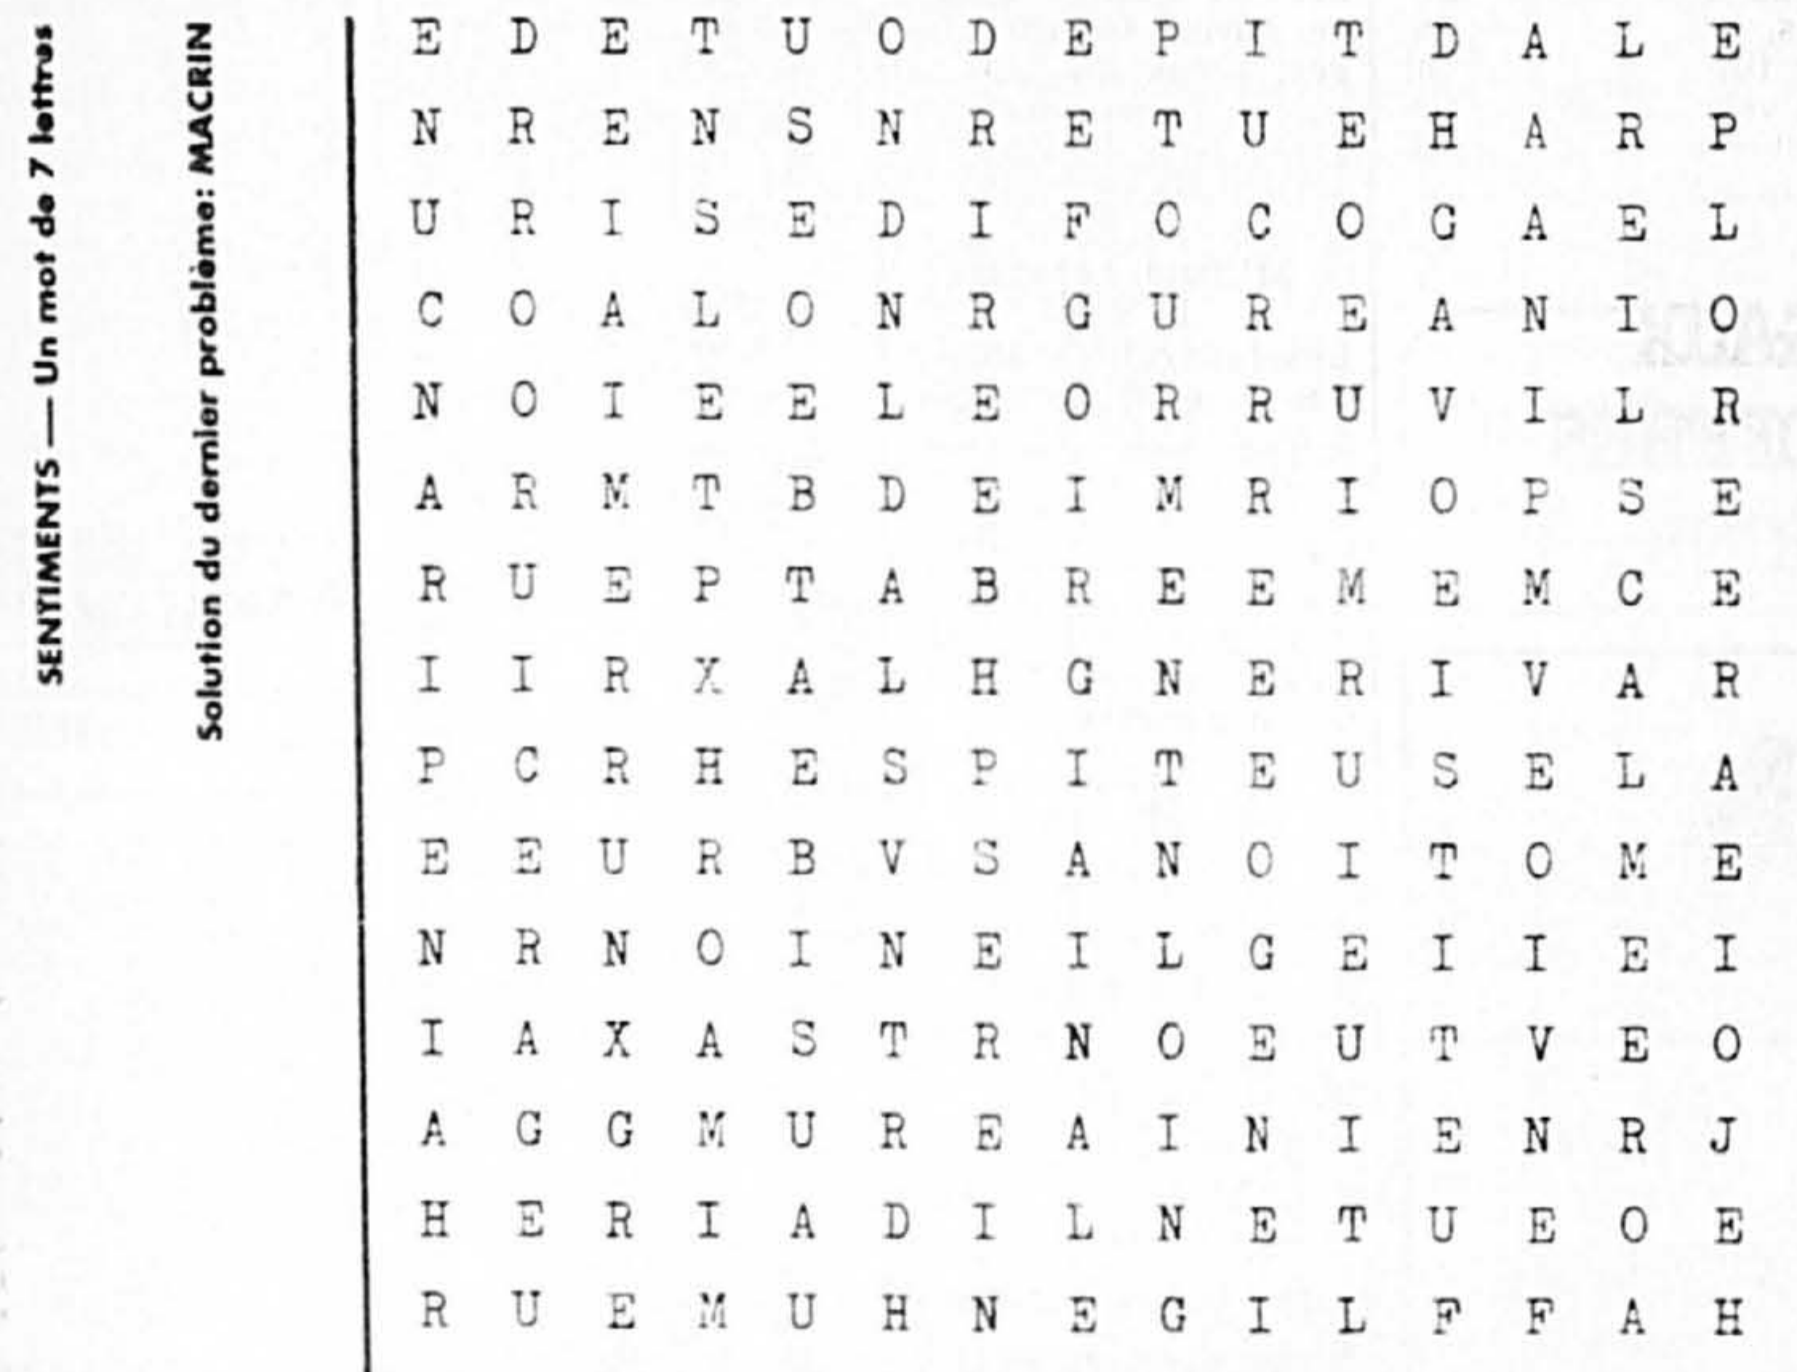 SENTIMENTS — Un mot de 7 lettres
Solution du dernier problème: MACRIN
E D E T U O D E P I T D A L E
N R E N S N R E T U E H A R P
U R I S E D I F O C O G A E L
C O A L O N R G U R E A N I O
N O I E E L E O R R U V I L R
A R M T B D E I M R I O P S E
R U E P T A B R E E M E M C E
I I R X A L H G N E R I V A R
P C R H E S P I T E U S E L A
E E U R B V S A N O I T O M E
N R N O I N E I L G E I I E I
I A X A S T R N O E U T V E O
A G G M U R E A I N I E N R J
H E R I A D I L N E T U E O E
R U E M U H N E G I L F F A H